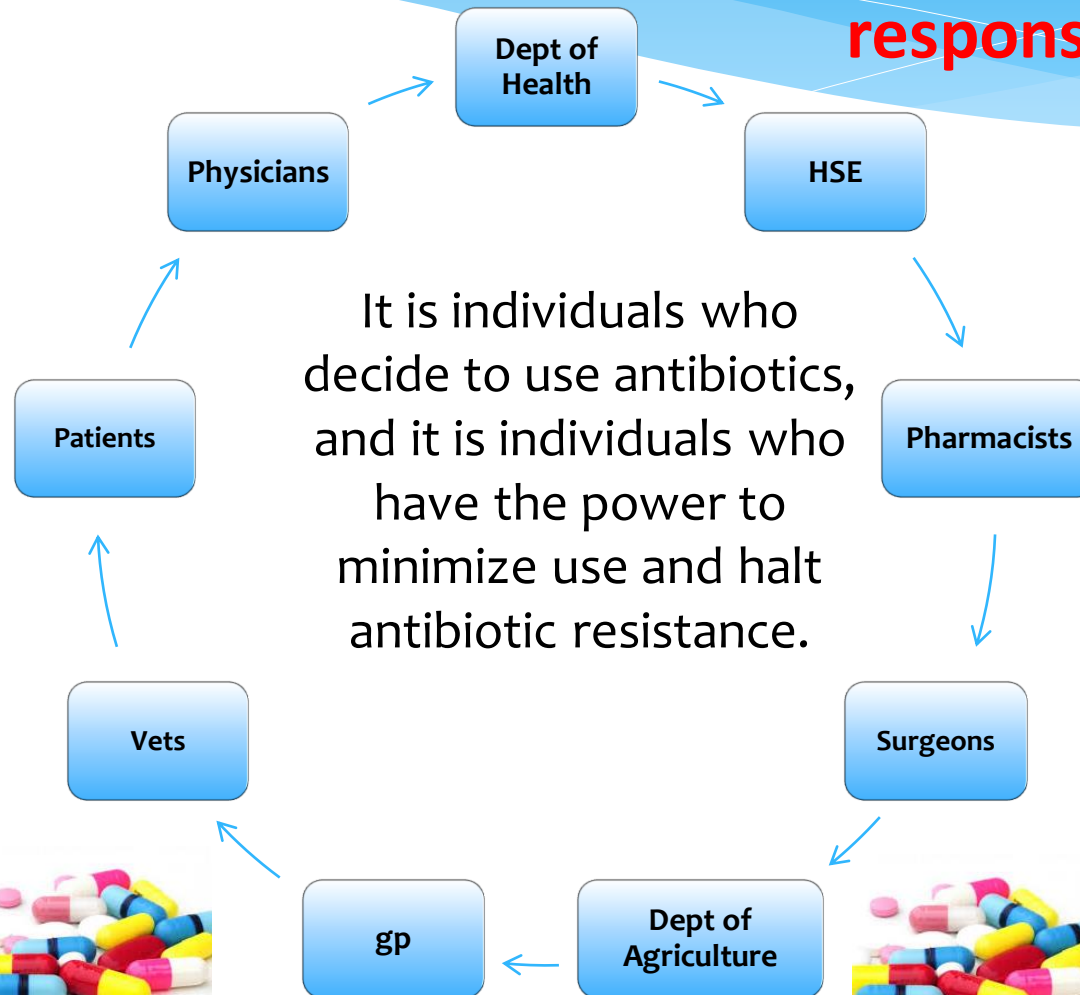 respons
Dept of
Health
Physicians
HSE
It is individuals who
decide to use antibiotics,
and it is individuals who
have the power to
minimize use and halt
antibiotic resistance.
Patients
Pharmacists
Vets
Surgeons
gp
Dept of
Agriculture